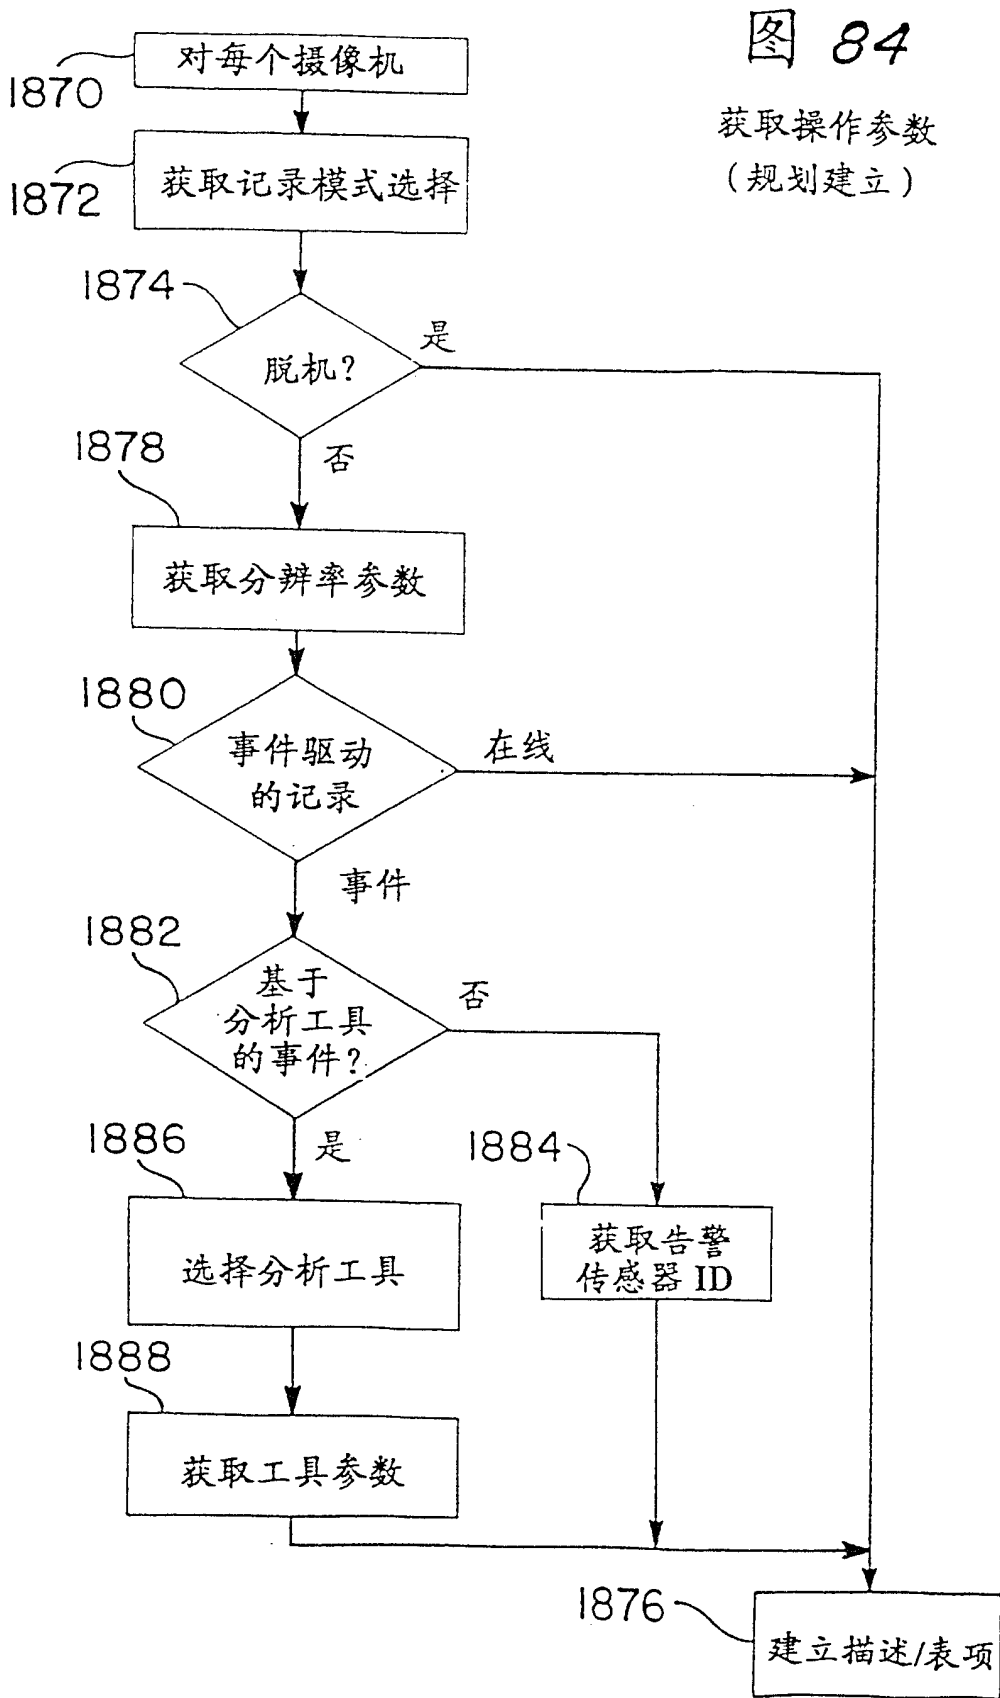 图 84
获取操作参数
(规划建立)
1870
对每个摄像机
1872
获取记录模式选择
1874
脱机?
是
否
1878
获取分辨率参数
1880
事件驱动
的记录
在线
事件
1882
基于
分析工具
的事件?
否
是
1886
选择分析工具
1884
获取告警
传感器 ID
1888
获取工具参数
1876
建立描述/表项